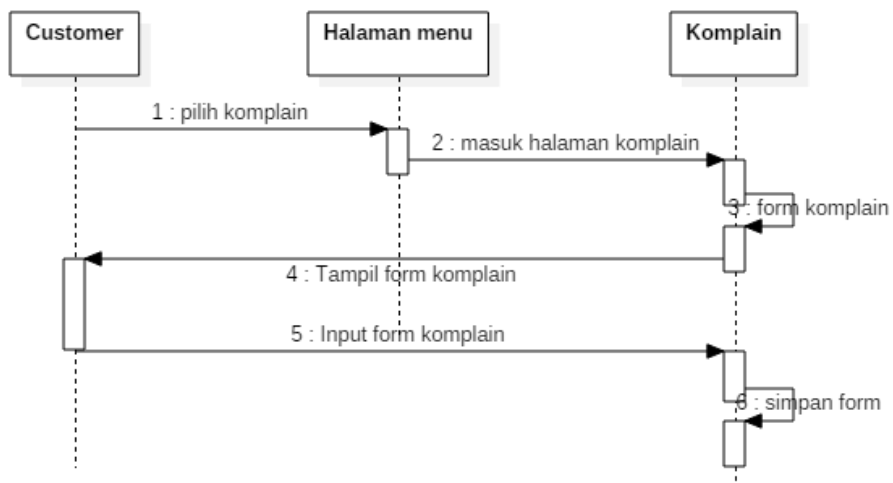 Customer
Halaman menu
Komplain
1 : pilih komplain
2 : masuk halaman komplain
3 : form komplain
4 : Tampil form komplain
5 : Input form komplain
6 : simpan form